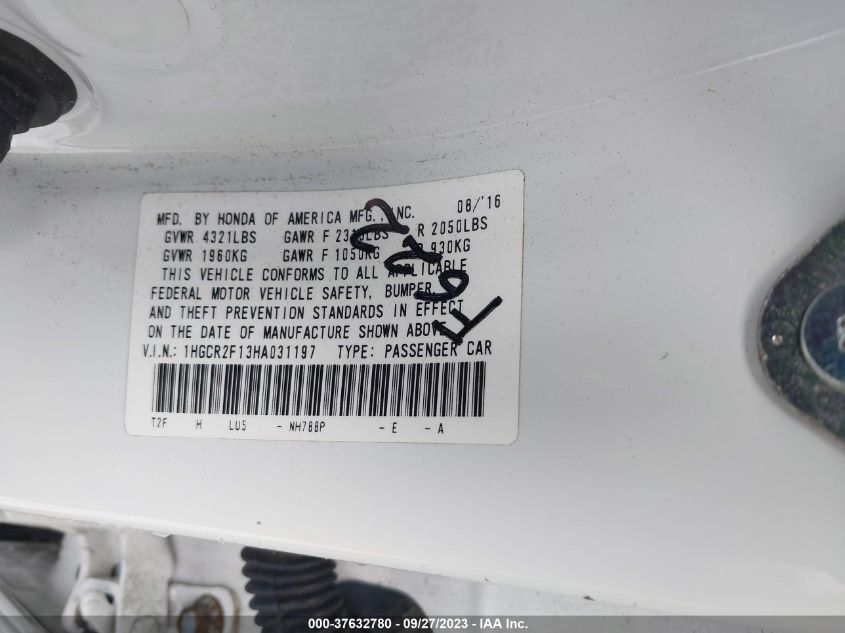 MFD. BY HONDA OF AMERICA MFG., INC. 08/'16
GVWR 4321LBS GAWR F 2315LBS R 2050LBS
GVWR 1960KG GAWR F 1050KG R 930KG
THIS VEHICLE CONFORMS TO ALL APPLICABLE
FEDERAL MOTOR VEHICLE SAFETY, BUMPER,
AND THEFT PREVENTION STANDARDS IN EFFECT
ON THE DATE OF MANUFACTURE SHOWN ABOVE.
V.I.N.: 1HGCR2F13HA031197 TYPE: PASSENGER CAR
T2F H LU5 - NH788P - E - A
000-37632780 - 09/27/2023 - IAA Inc.